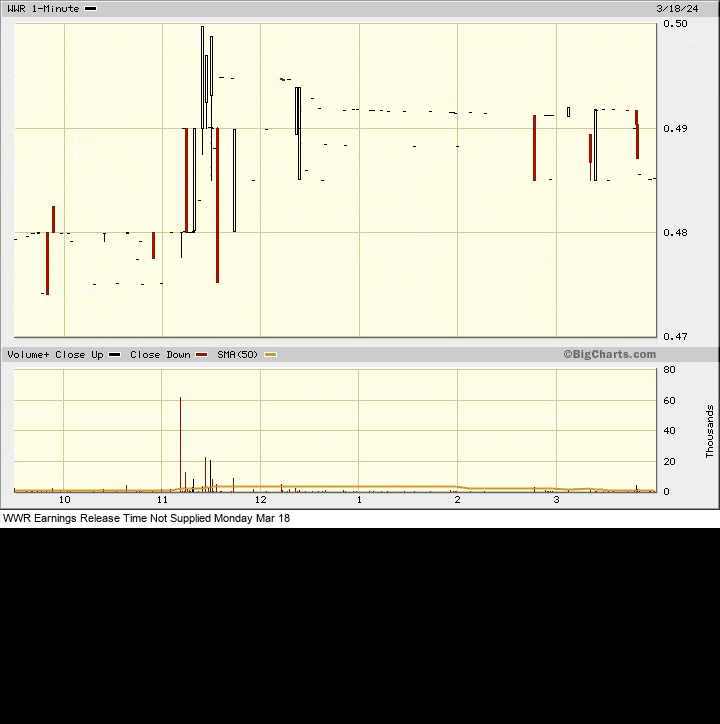 WWR 1-Minute 3/18/24
0.50
0.49
0.48
0.47
Volume+ Close Up Close Down SMA(50) ©BigCharts.com
80
60
40
20
0
Thousands
10 11 12 1 2 3
WWR Earnings Release Time Not Supplied Monday Mar 18